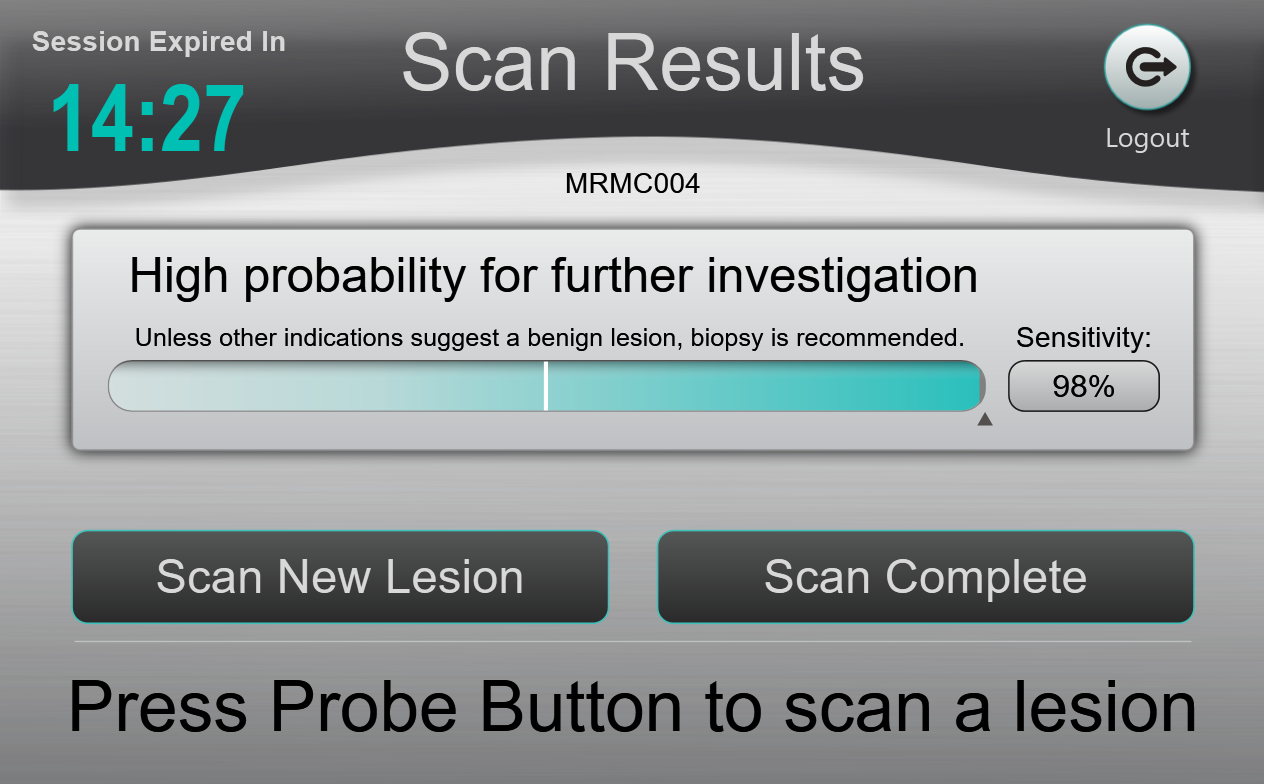 Session Expired In
14:27
Scan Results
Logout
MRMC004
High probability for further investigation
Unless other indications suggest a benign lesion, biopsy is recommended.
Sensitivity:
98%
Scan New Lesion
Scan Complete
Press Probe Button to scan a lesion